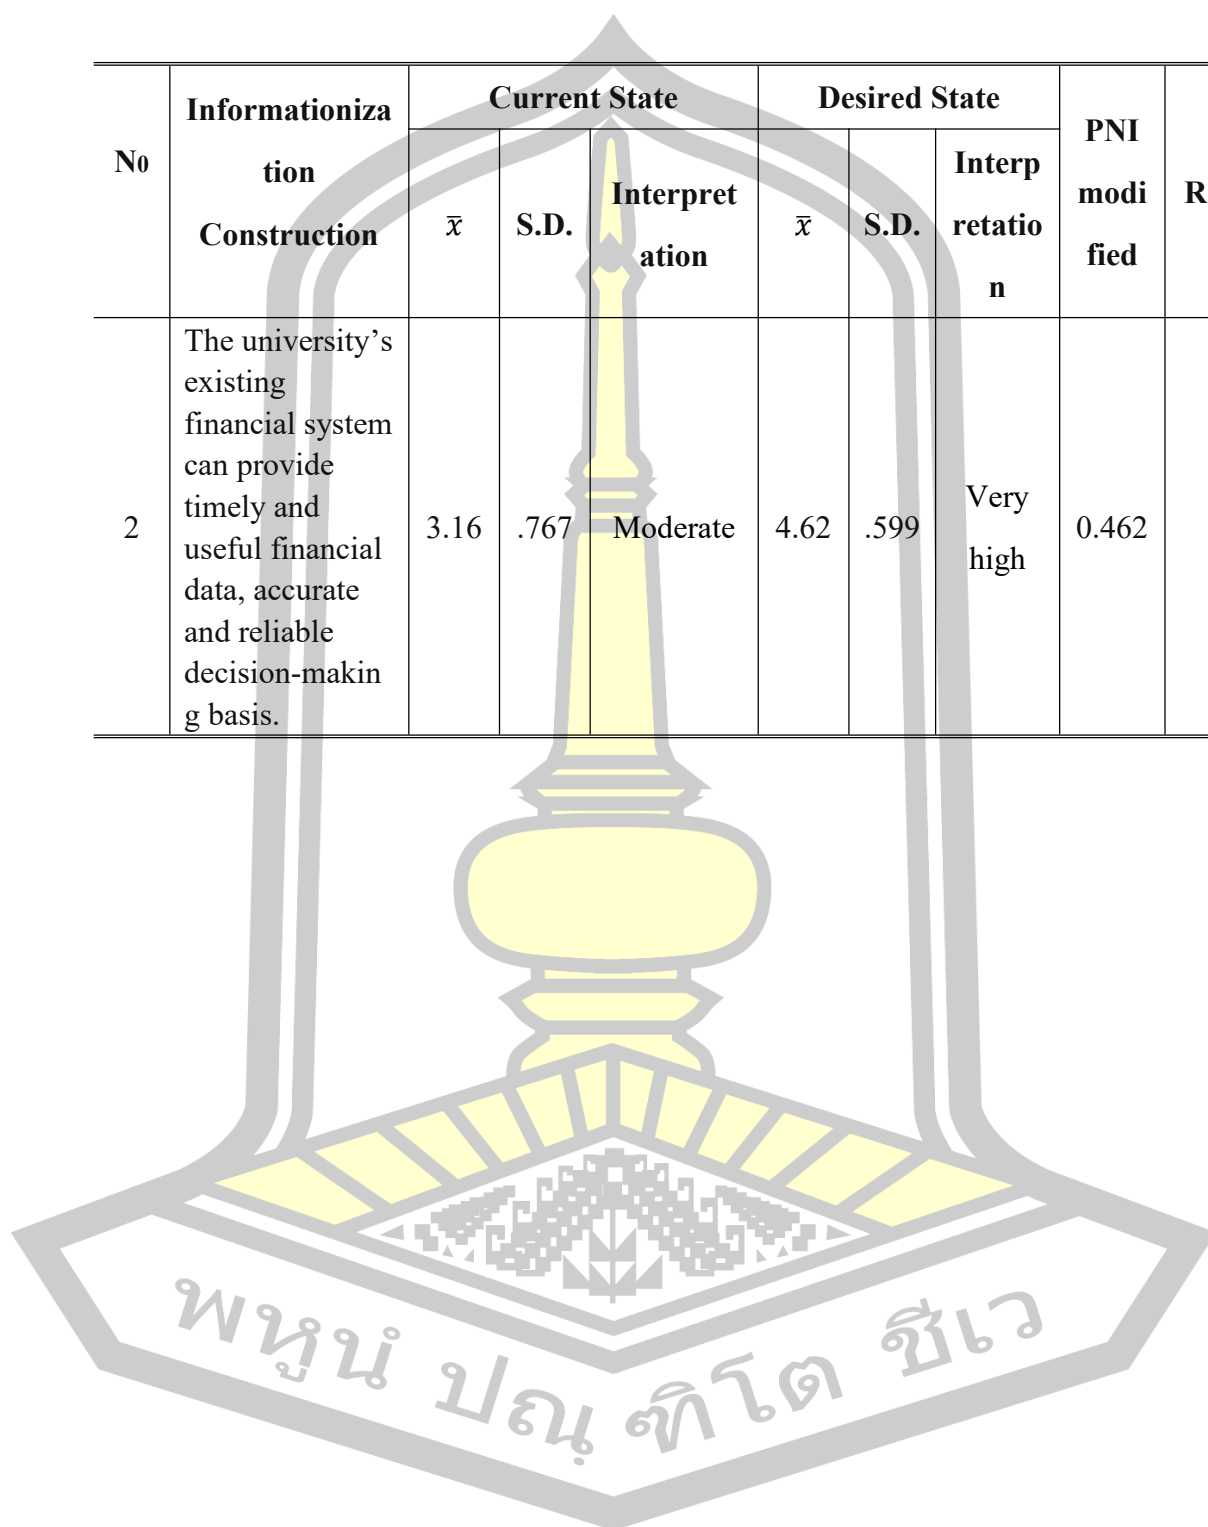 N0
Informationiza
tion
Construction
Current State
Desired State
PNI
modi
fied
R
x̄
S.D.
Interpret
ation
x̄
S.D.
Interp
retatio
n
2
The university’s
existing
financial system
can provide
timely and
useful financial
data, accurate
and reliable
decision-makin
g basis.
3.16
.767
Moderate
4.62
.599
Very
high
0.462
พหูนํ ปณฺฑิโต ชีเว